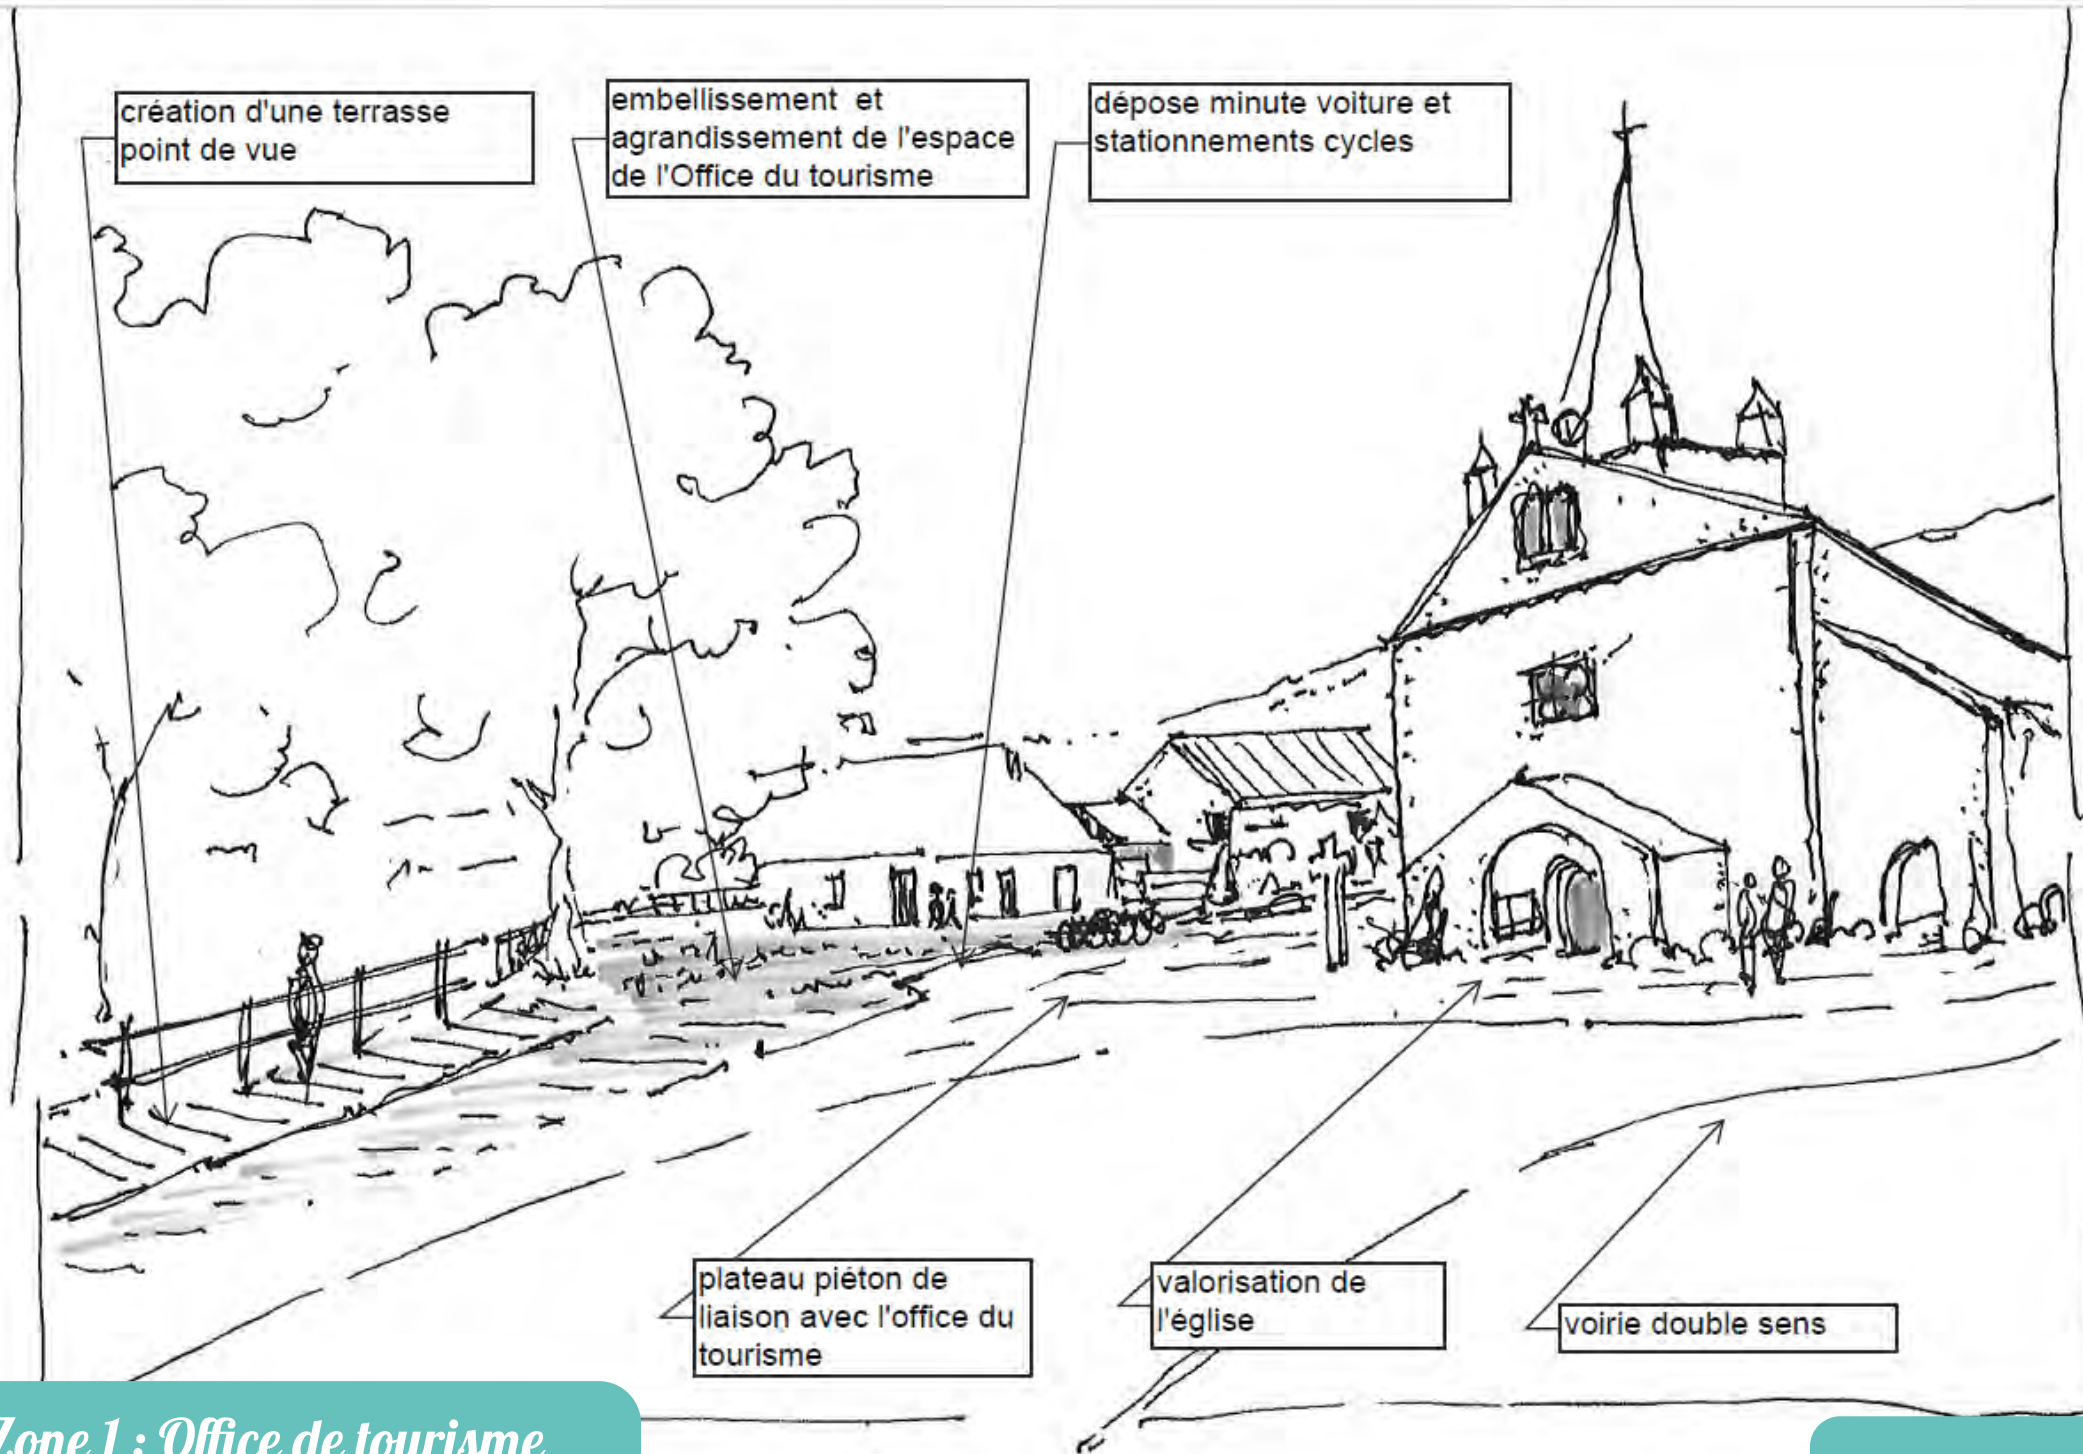 création d'une terrasse
point de vue
embellissement et
agrandissement de l'espace
de l'Office du tourisme
dépose minute voiture et
stationnements cycles
plateau piéton de
liaison avec l'office du
tourisme
valorisation de
l'église
voirie double sens
Zone 1 : Office de tourisme